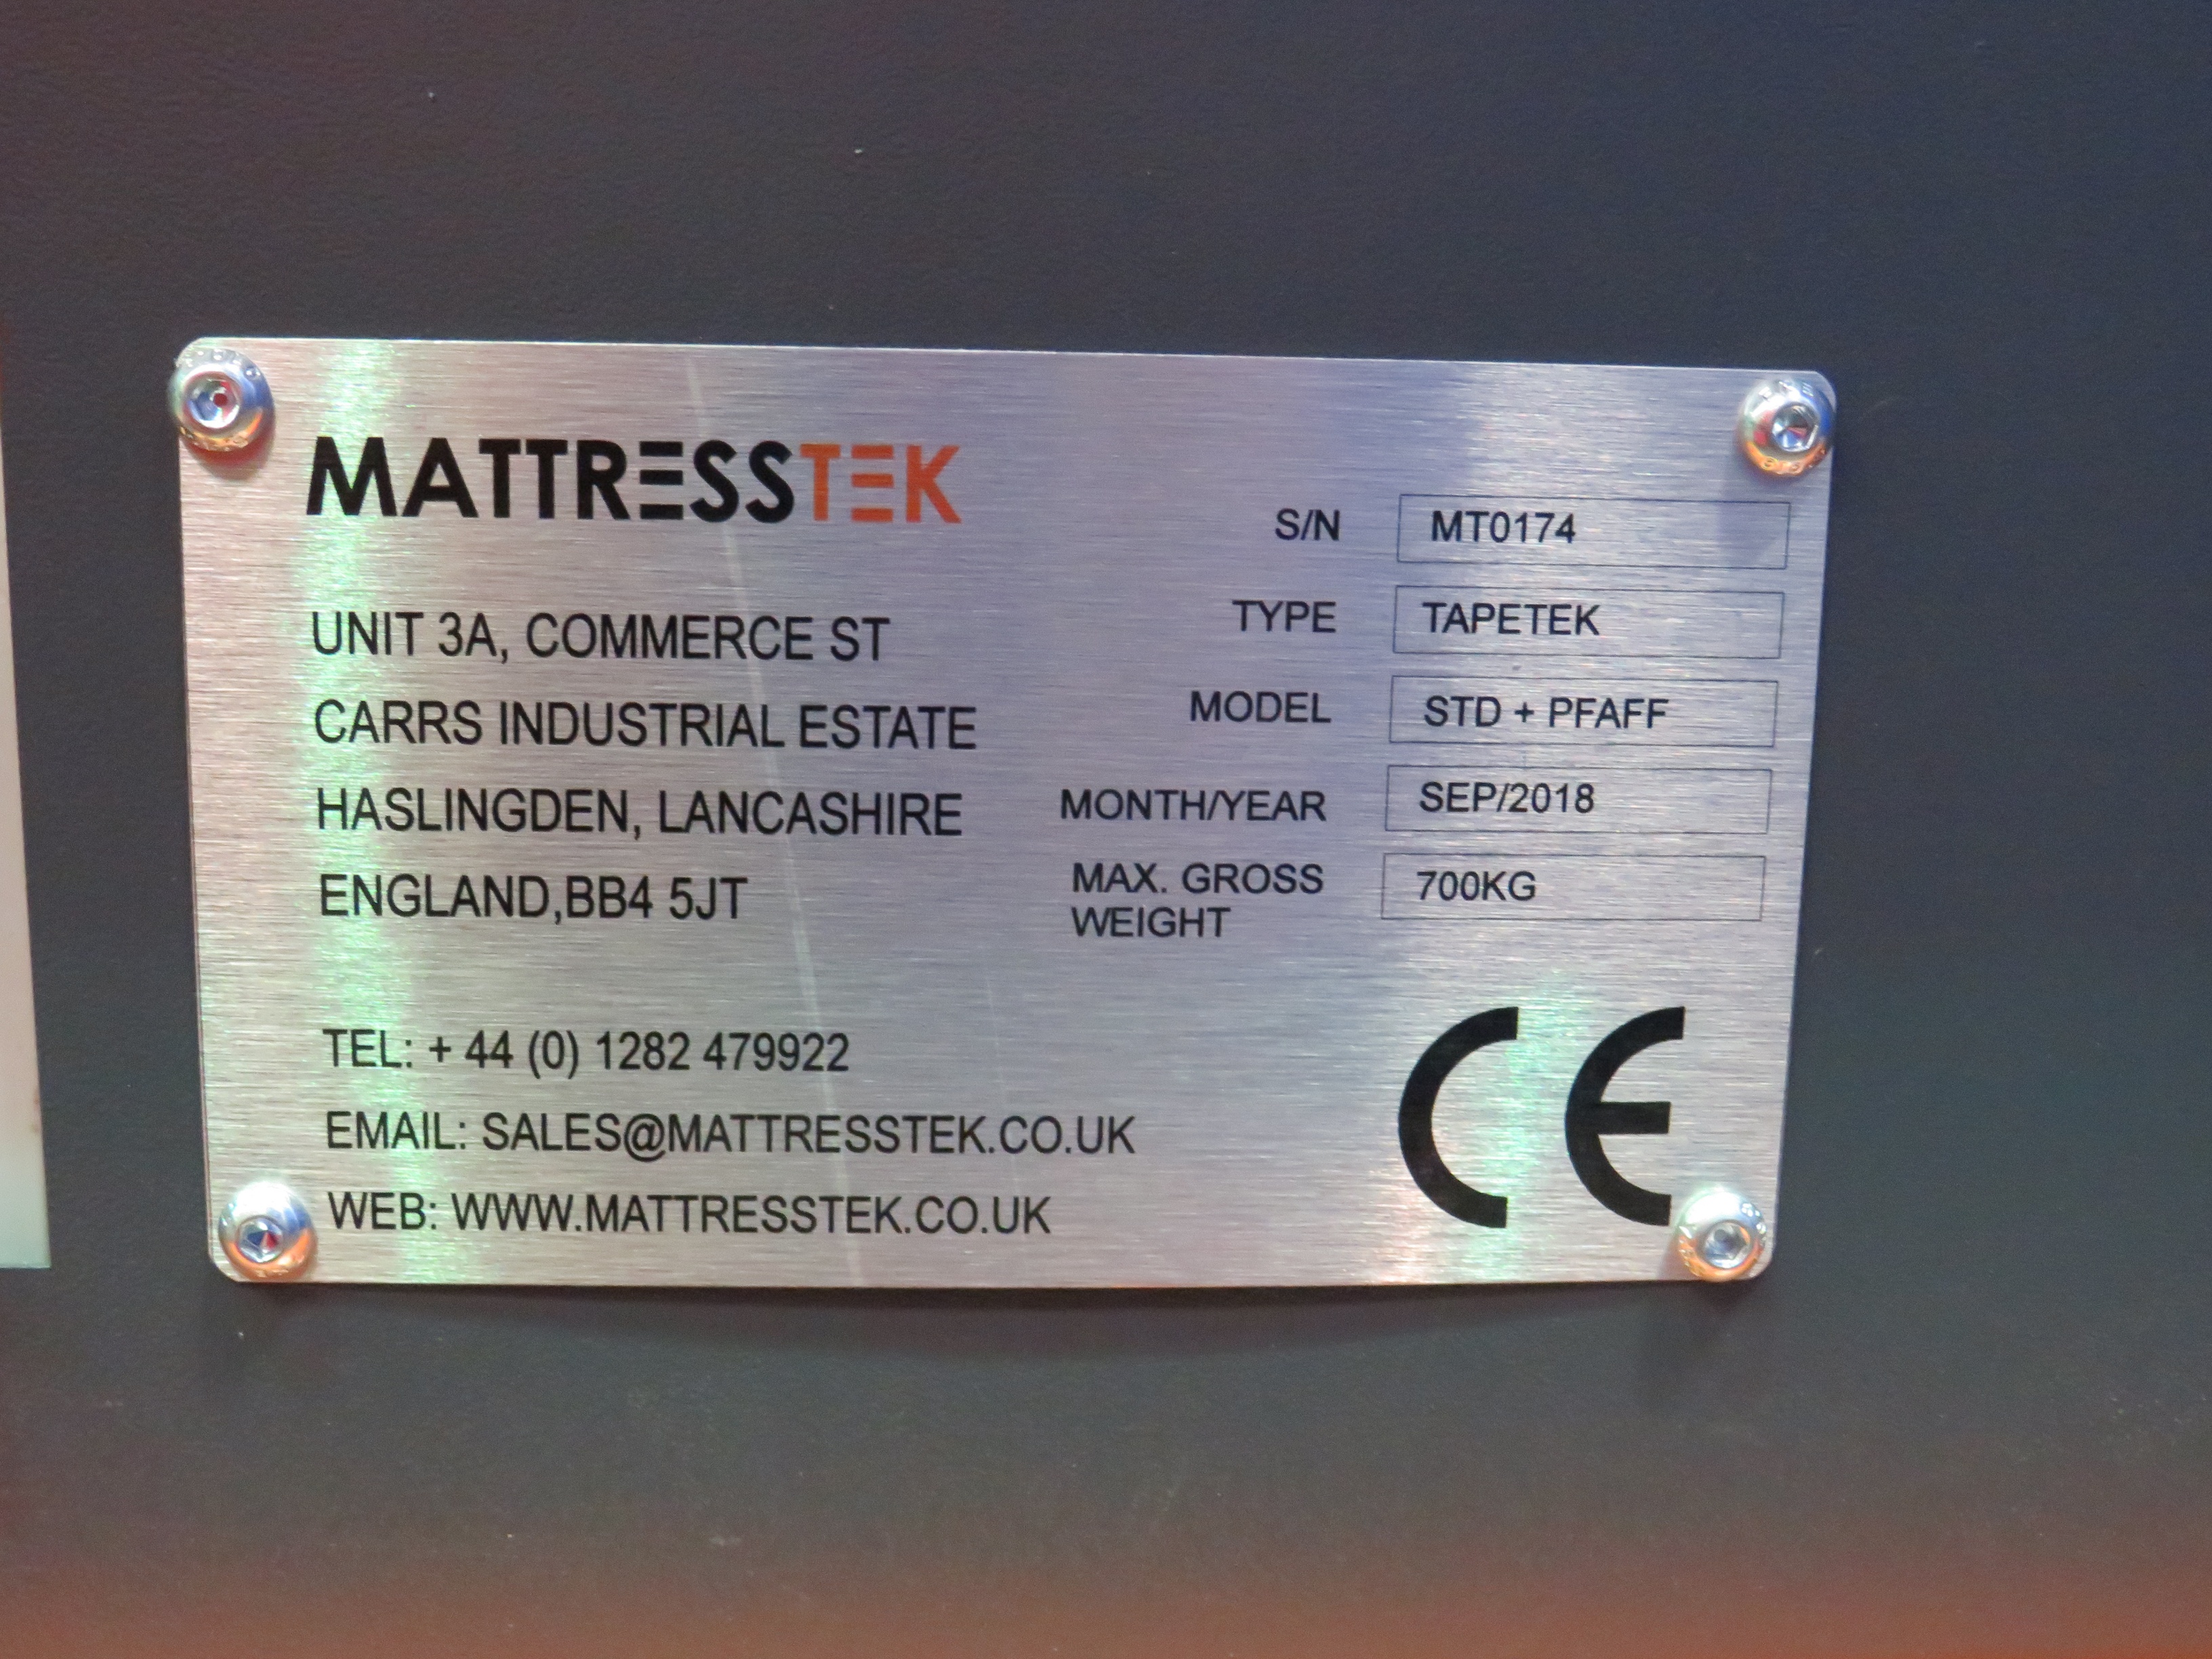 MATTRESSTEK
UNIT 3A, COMMERCE ST
CARRS INDUSTRIAL ESTATE
HASLINGDEN, LANCASHIRE
ENGLAND,BB4 5JT
TEL: + 44 (0) 1282 479922
EMAIL: SALES@MATTRESSTEK.CO.UK
WEB: WWW.MATTRESSTEK.CO.UK
S/N MT0174
TYPE TAPETEK
MODEL STD + PFAFF
MONTH/YEAR SEP/2018
MAX. GROSS 700KG
WEIGHT
CE